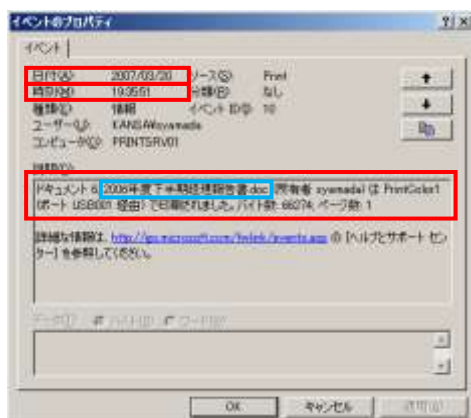 イベントのプロパティ
イベント
日付(A): 2007/03/20 ソース(S): Print
時刻(M): 19:35:51 分類(R): なし
種類(E): 情報 イベント ID(I): 10
ユーザー(U): KANSA¥syamada
コンピュータ(C): PRINTSRV01
説明(D):
ドキュメント 6, 2006年度下半期経理報告書.doc (所有者 syamada) は PrintColor1
(ポート USB001 経由) で印刷されました。バイト数: 66274; ページ数: 1
詳細な情報は、http://go.microsoft.com/fwlink/events.asp の [ヘルプとサポート セン
ター] を参照してください。
データ(T): バイト(B) ワード(W)
OK キャンセル 適用(A)